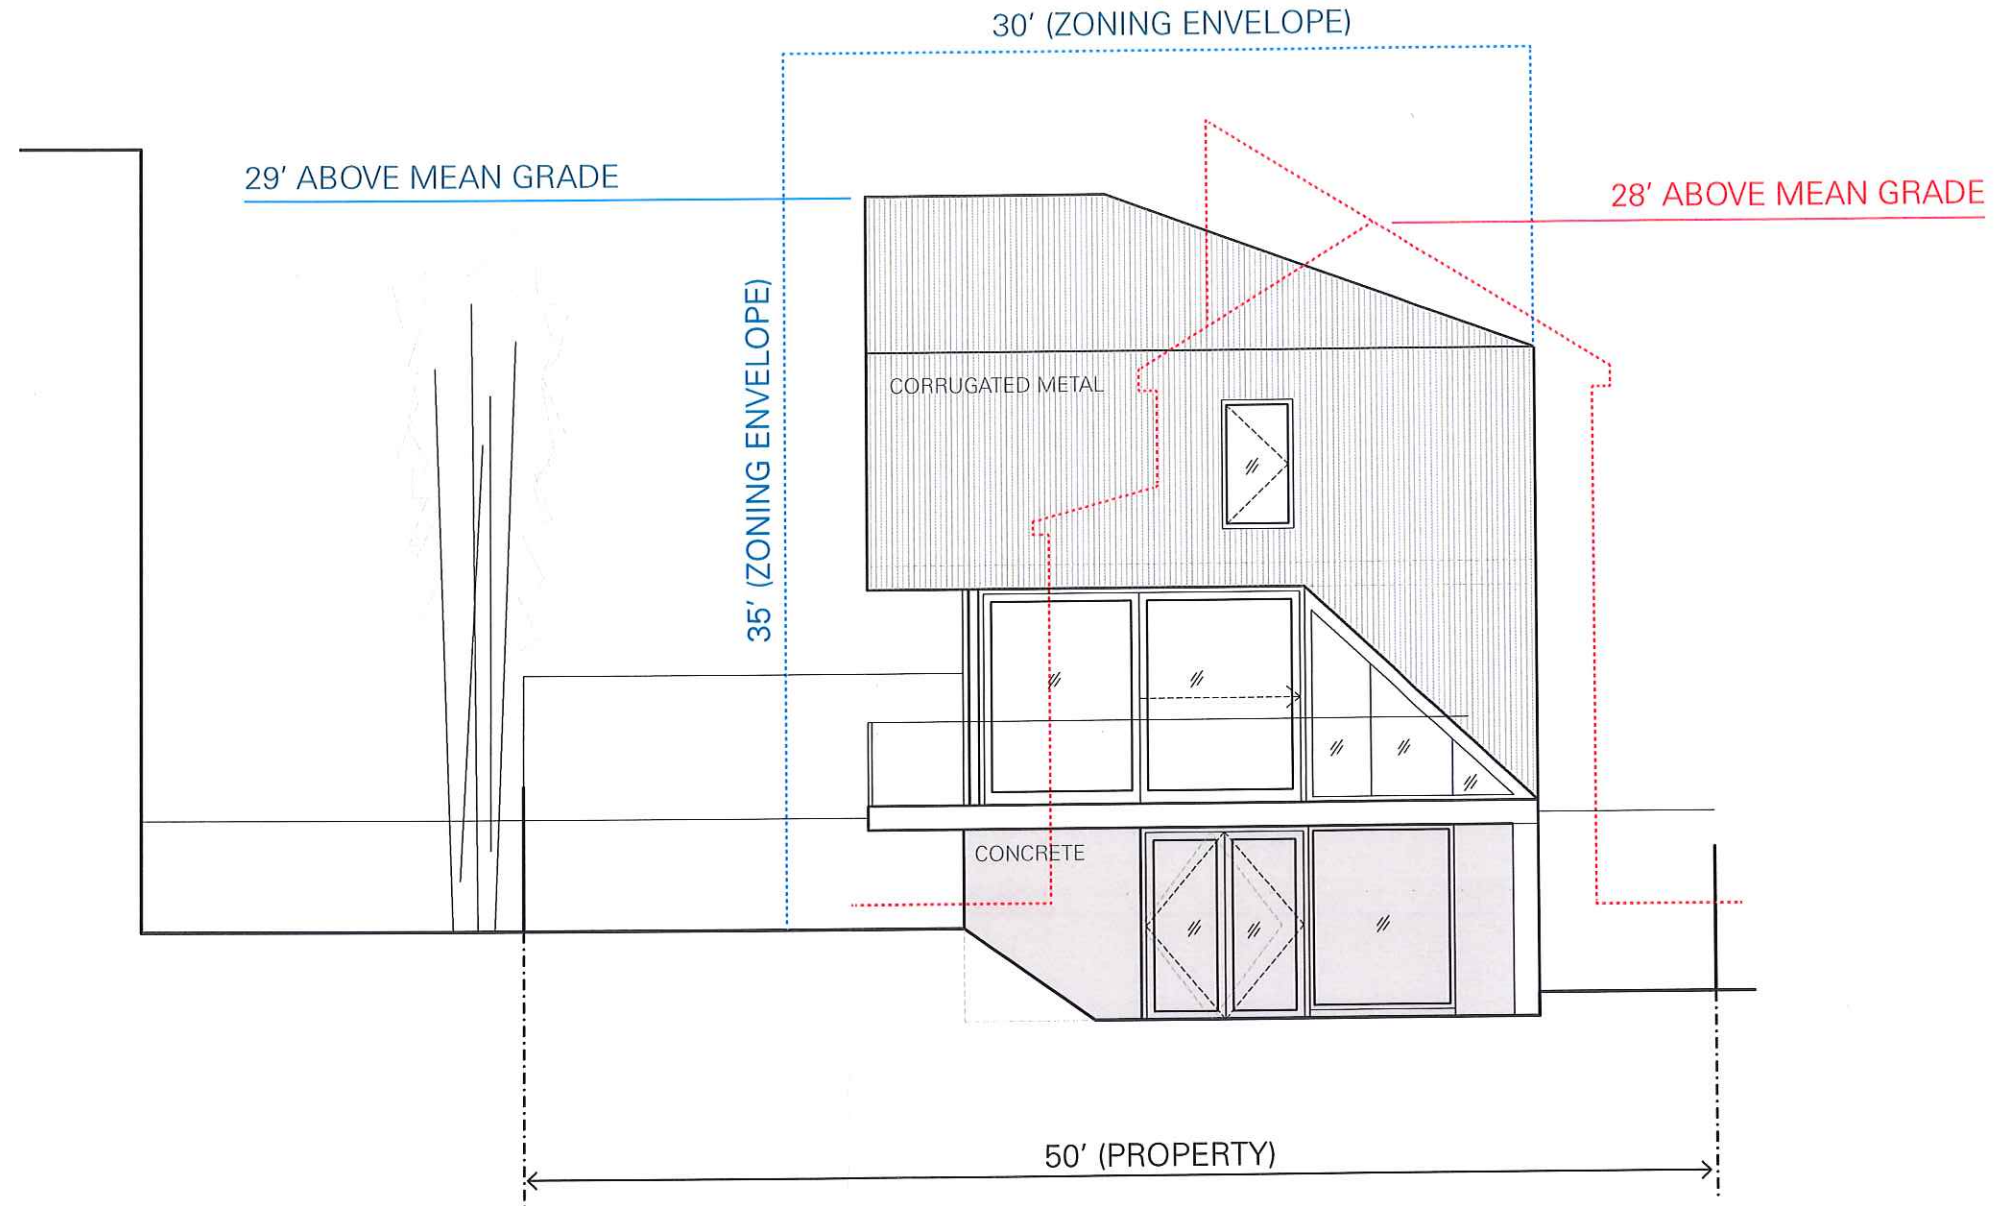 30' (ZONING ENVELOPE)
29' ABOVE MEAN GRADE
28' ABOVE MEAN GRADE
35' (ZONING ENVELOPE)
CORRUGATED METAL
CONCRETE
50' (PROPERTY)